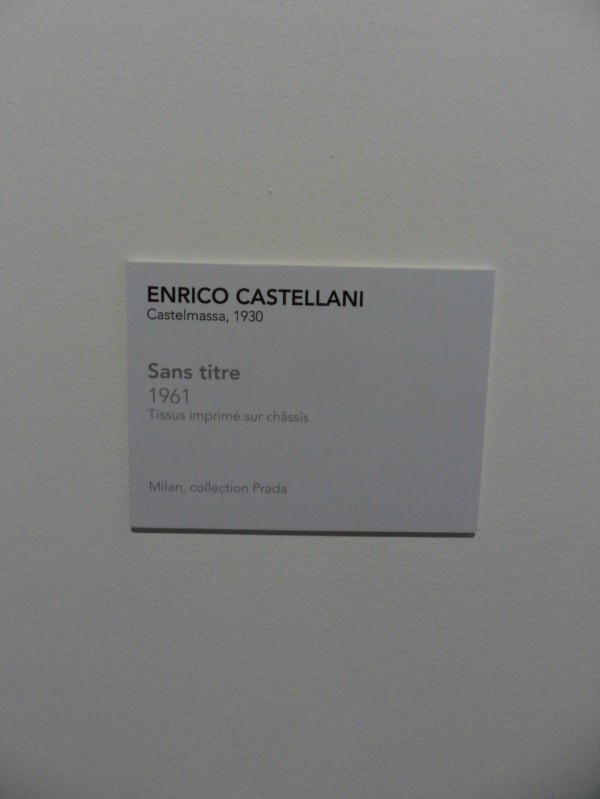 ENRICO CASTELLANI
Castelmassa, 1930
Sans titre
1961
Tissus imprimé sur châssis
Milan, collection Prada